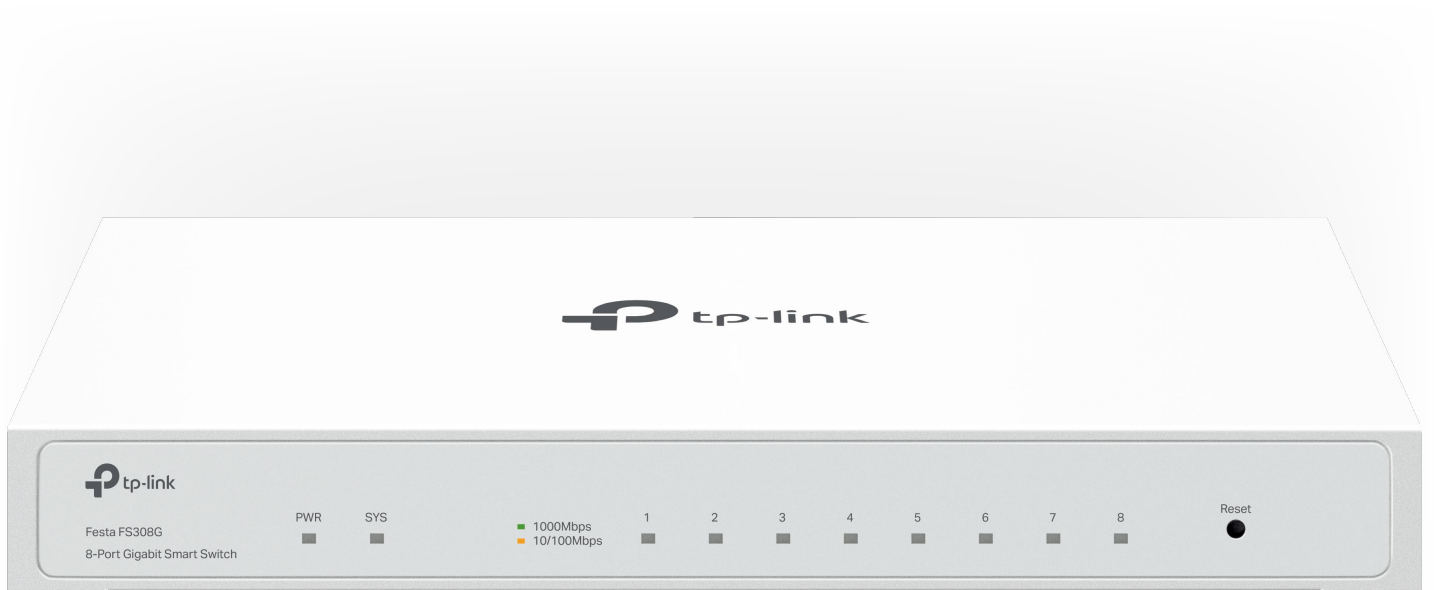 tp-link
tp-link
Festa FS308G
8-Port Gigabit Smart Switch
PWR
SYS
1000Mbps
10/100Mbps
1
2
3
4
5
6
7
8
Reset